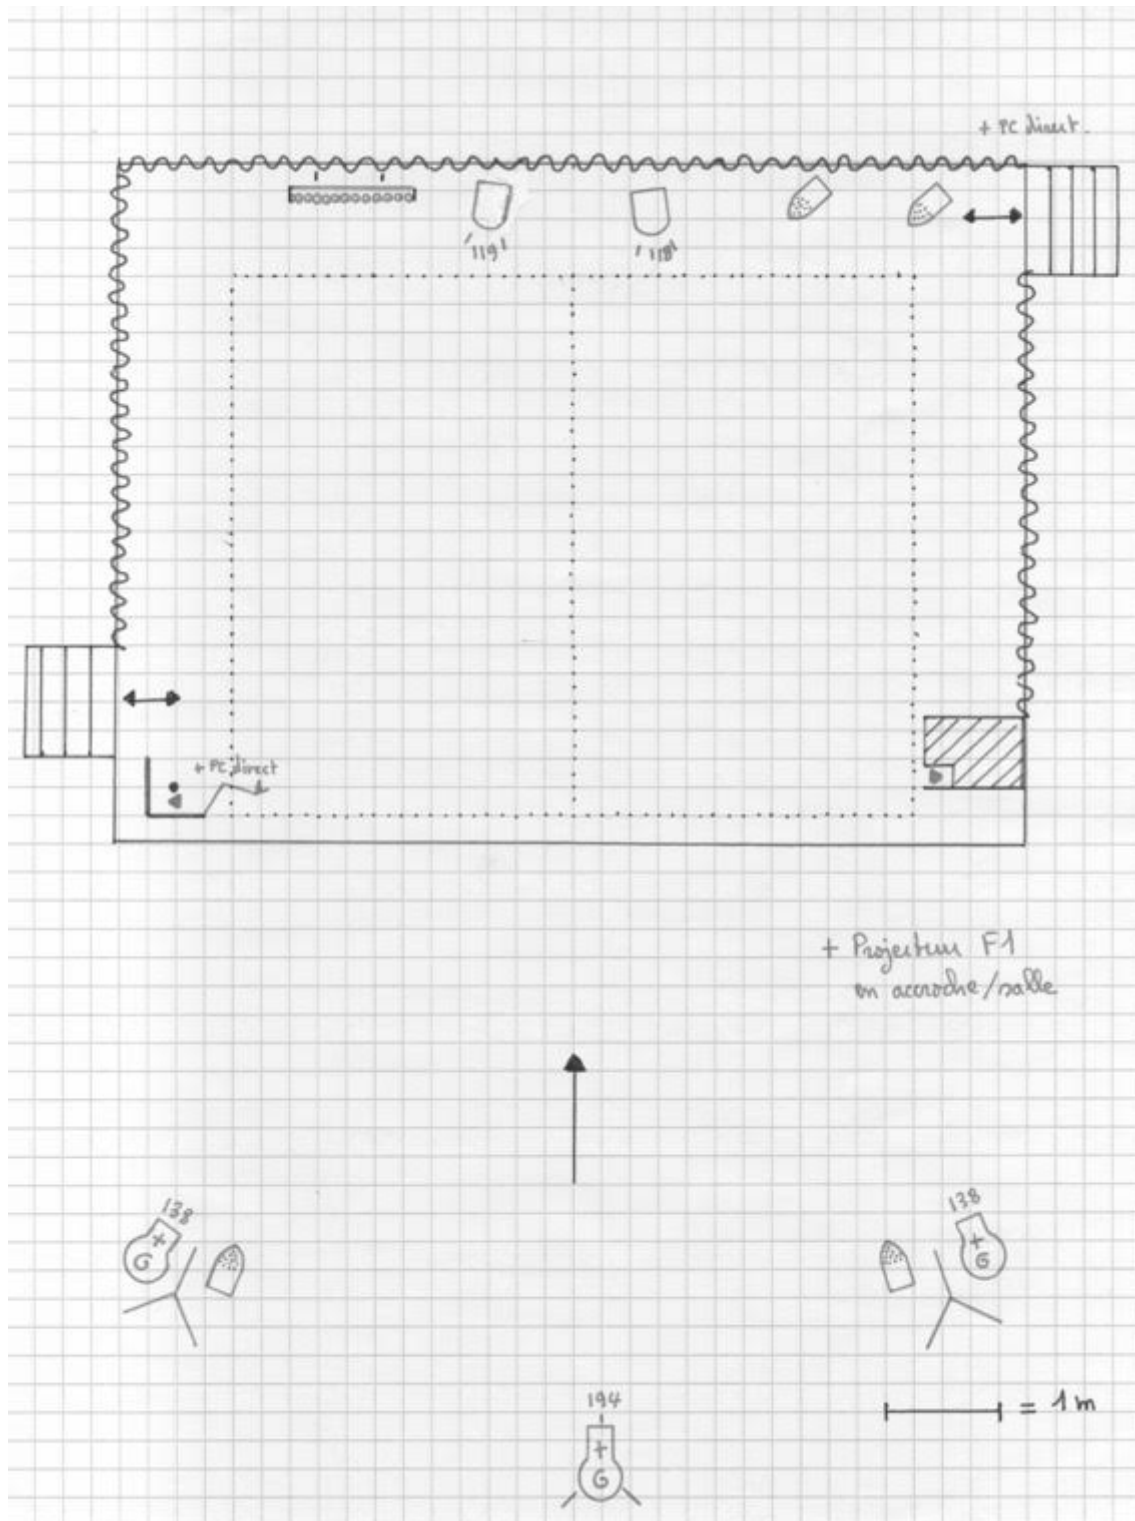 + PC direct.
119
118
+ PC direct
+ Projecteur F1
en accroche/salle
138
G
+
138
+
G
194
+
G
= 1 m